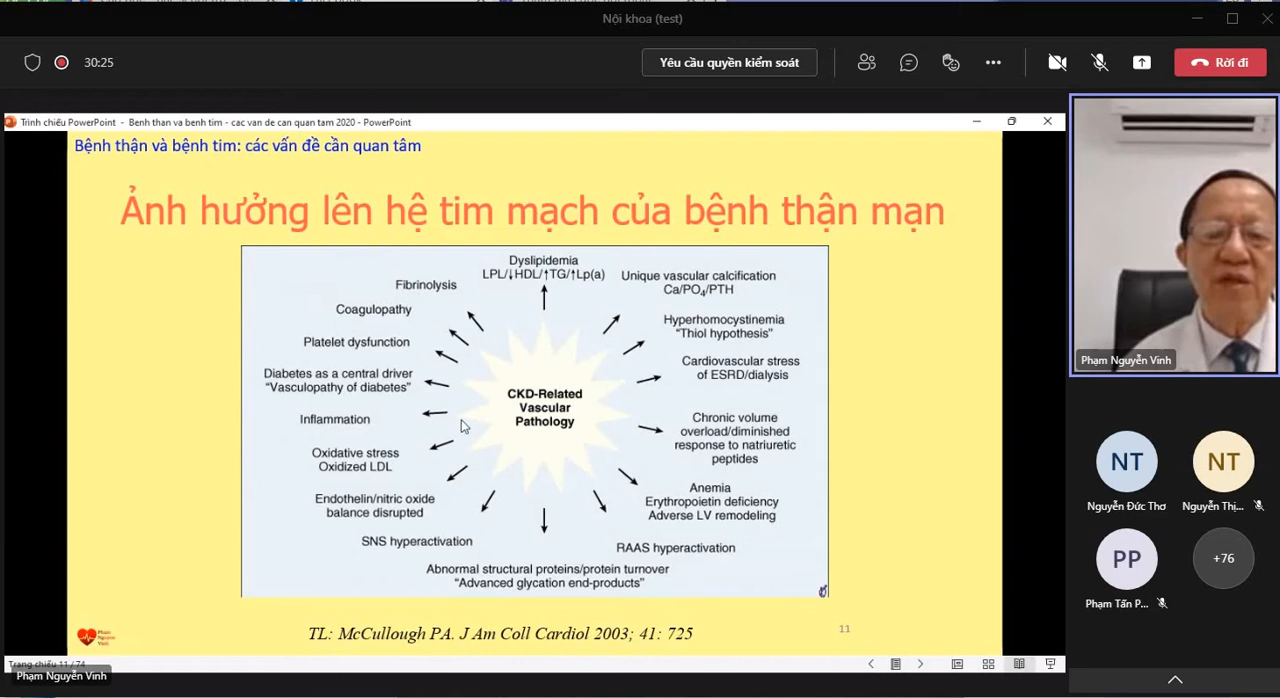 Nội khoa (test)
30:25
Yêu cầu quyền kiểm soát
Rời đi
Trình chiếu PowerPoint - Benh than va benh tim - cac van de can quan tam 2020 - PowerPoint
Bệnh thận và bệnh tim: các vấn đề cần quan tâm
Ảnh hưởng lên hệ tim mạch của bệnh thận mạn
Dyslipidemia
LPL/↓HDL/↑TG/↑Lp(a)
Unique vascular calcification
Ca/PO4/PTH
Hyperhomocystinemia
"Thiol hypothesis"
Cardiovascular stress
of ESRD/dialysis
Chronic volume
overload/diminished
response to natriuretic
peptides
Anemia
Erythropoietin deficiency
Adverse LV remodeling
RAAS hyperactivation
Abnormal structural proteins/protein turnover
"Advanced glycation end-products"
SNS hyperactivation
Endothelin/nitric oxide
balance disrupted
Oxidative stress
Oxidized LDL
Inflammation
Diabetes as a central driver
"Vasculopathy of diabetes"
Platelet dysfunction
Coagulopathy
Fibrinolysis
CKD-Related
Vascular
Pathology
TL: McCullough PA. J Am Coll Cardiol 2003; 41: 725
11
Phạm
Nguyễn
Vinh
Trang chiếu 11 / 74
Phạm Nguyễn Vinh
Phạm Nguyễn Vinh
NT
Nguyễn Đức Thơ
NT
Nguyễn Thị...
PP
Phạm Tấn P...
+76